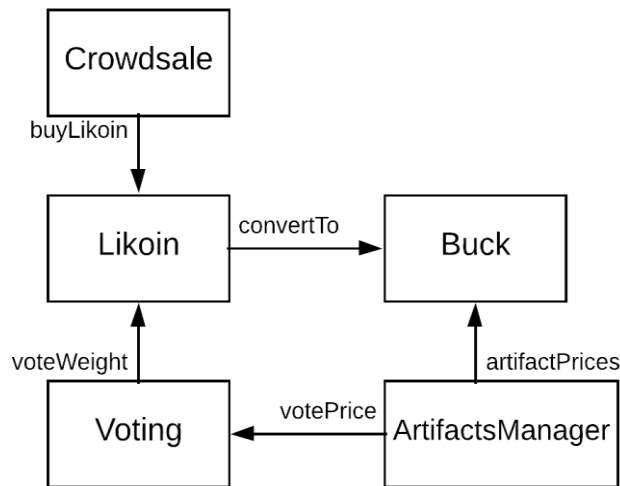 Crowdsale
buyLikoin
Likoin
convertTo
Buck
voteWeight
artifactPrices
Voting
votePrice
ArtifactsManager